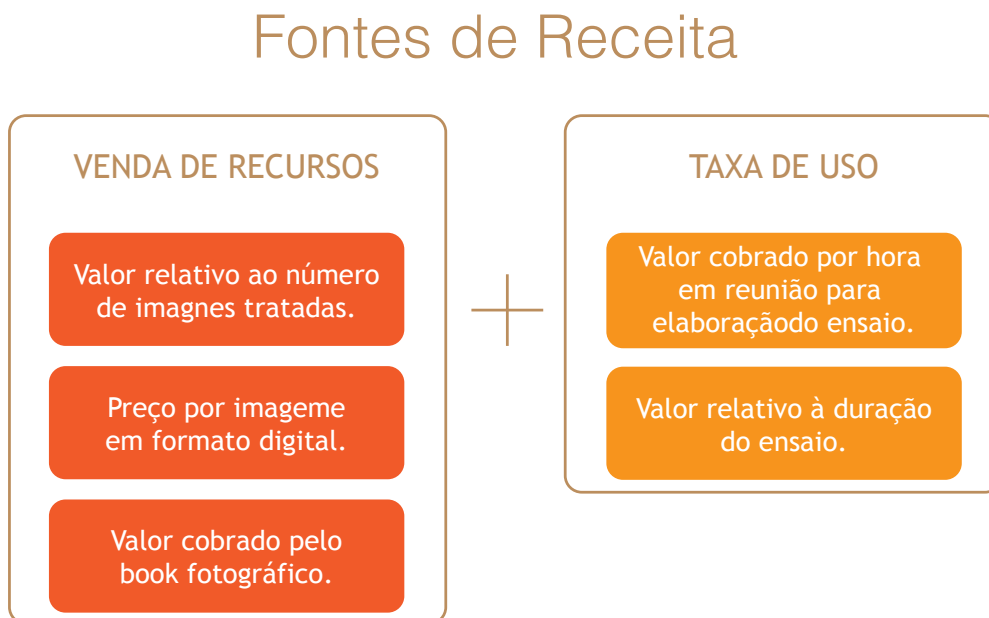 Fontes de Receita
VENDA DE RECURSOS
Valor relativo ao número
de imagnes tratadas.
Preço por imageme
em formato digital.
Valor cobrado pelo
book fotográfico.
TAXA DE USO
Valor cobrado por hora
em reunião para
elaboraçãodo ensaio.
Valor relativo à duração
do ensaio.